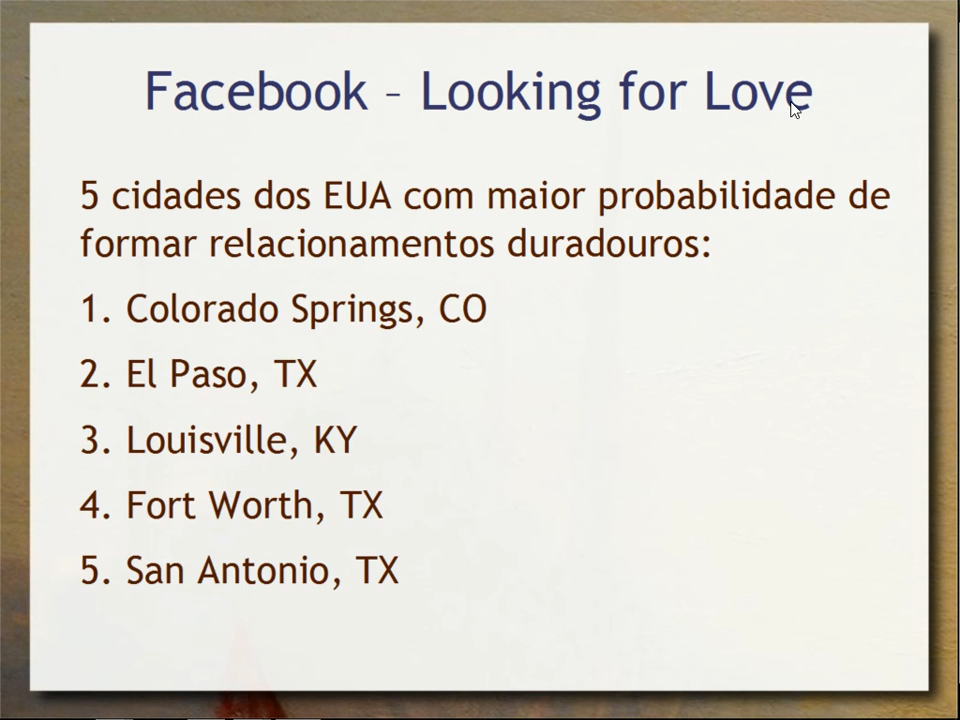 Facebook – Looking for Love
5 cidades dos EUA com maior probabilidade de
formar relacionamentos duradouros:
1. Colorado Springs, CO
2. El Paso, TX
3. Louisville, KY
4. Fort Worth, TX
5. San Antonio, TX